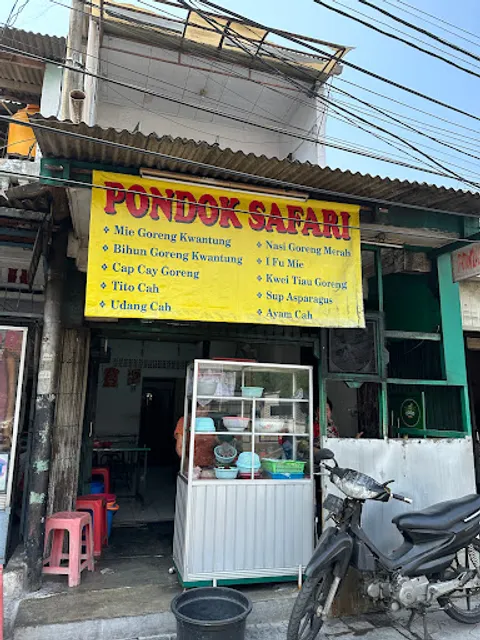 PONDOK SAFARI
❖ Mie Goreng Kwantung
❖ Bihun Goreng Kwantung
❖ Cap Cay Goreng
❖ Tito Cah
❖ Udang Cah
❖ Nasi Goreng Merah
❖ I Fu Mie
❖ Kwei Tiau Goreng
❖ Sup Asparagus
❖ Ayam Cah